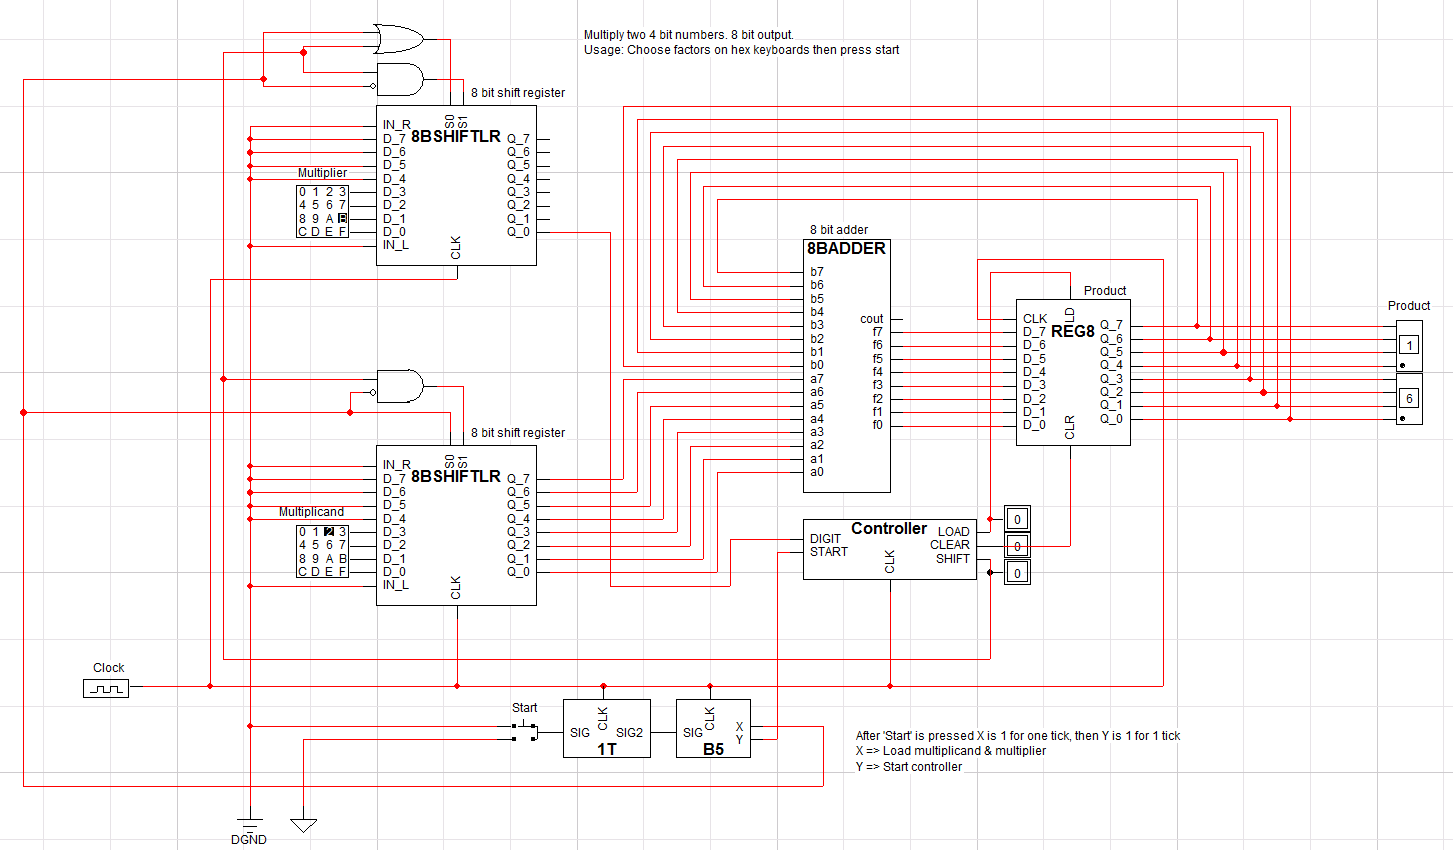 Multiply two 4 bit numbers. 8 bit output.
Usage: Choose factors on hex keyboards then press start
8 bit shift register
S0
S1
8BSHIFTLR
IN_R
D_7
D_6
D_5
D_4
D_3
D_2
D_1
D_0
IN_L
Q_7
Q_6
Q_5
Q_4
Q_3
Q_2
Q_1
Q_0
CLK
Multiplier
0 1 2 3
4 5 6 7
8 9 A B
C D E F
8 bit adder
8BADDER
b7
b6
b5
b4
b3
b2
b1
b0
a7
a6
a5
a4
a3
a2
a1
a0
cout
f7
f6
f5
f4
f3
f2
f1
f0
Product
LD
CLK
REG8
D_7
D_6
D_5
D_4
D_3
D_2
D_1
D_0
Q_7
Q_6
Q_5
Q_4
Q_3
Q_2
Q_1
Q_0
CLR
Product
1
6
8 bit shift register
S0
S1
8BSHIFTLR
IN_R
D_7
D_6
D_5
D_4
D_3
D_2
D_1
D_0
IN_L
Q_7
Q_6
Q_5
Q_4
Q_3
Q_2
Q_1
Q_0
CLK
Multiplicand
0 1 2 3
4 5 6 7
8 9 A B
C D E F
Controller
DIGIT
START
CLK
LOAD
CLEAR
SHIFT
0
0
0
Clock
Start
CLK
SIG
SIG2
1T
CLK
SIG
X
Y
B5
After 'Start' is pressed X is 1 for one tick, then Y is 1 for 1 tick
X => Load multiplicand & multiplier
Y => Start controller
DGND